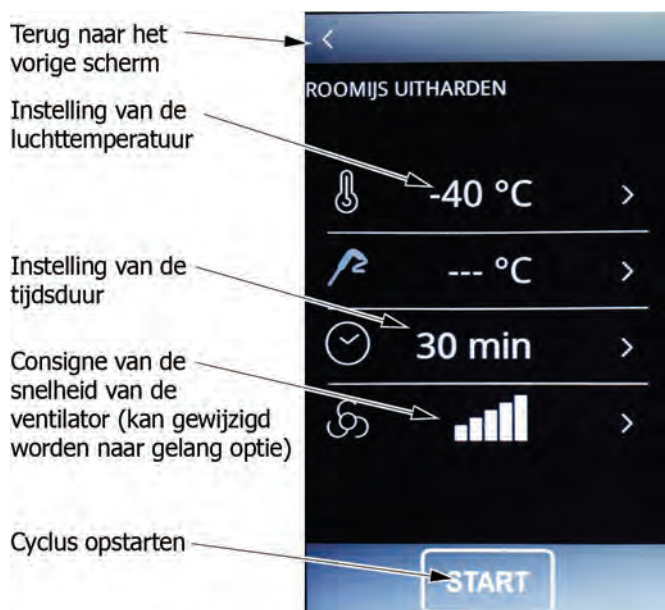 Terug naar het
vorige scherm
<
ROOMIJS UITHARDEN
Instelling van de
luchttemperatuur
-40 °C >
--- °C >
Instelling van de
tijdsduur
30 min >
Consigne van de
snelheid van de
ventilator (kan gewijzigd
worden naar gelang optie)
>
Cyclus opstarten
START